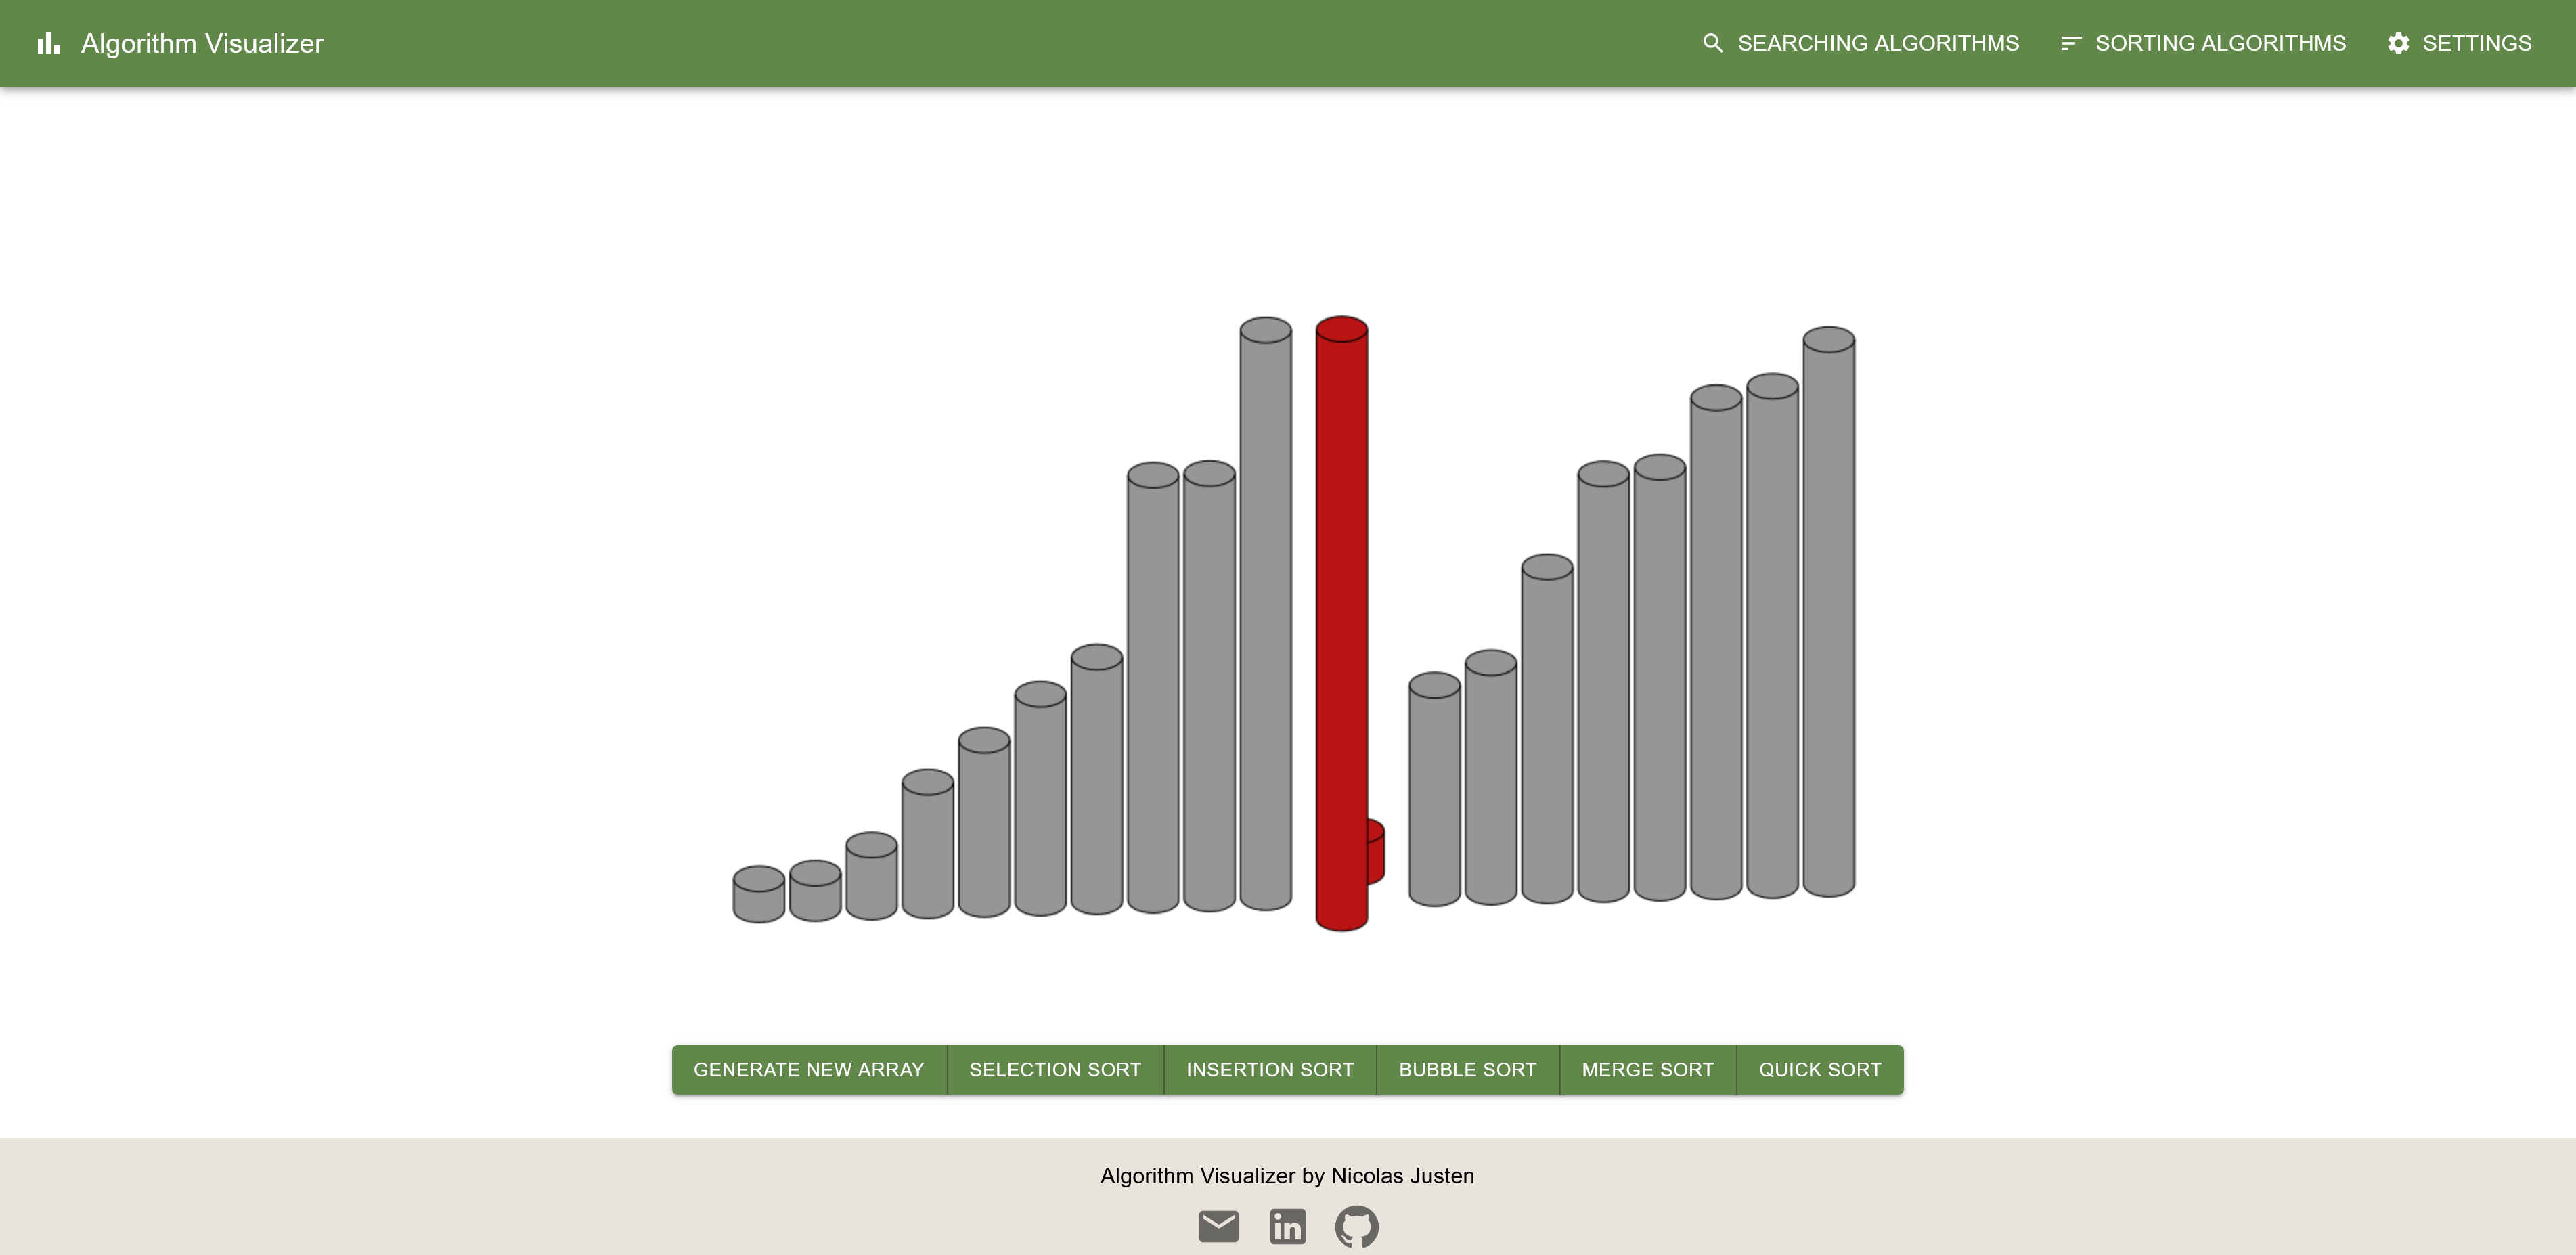 Algorithm Visualizer
SEARCHING ALGORITHMS
SORTING ALGORITHMS
SETTINGS
GENERATE NEW ARRAY
SELECTION SORT
INSERTION SORT
BUBBLE SORT
MERGE SORT
QUICK SORT
Algorithm Visualizer by Nicolas Justen
in